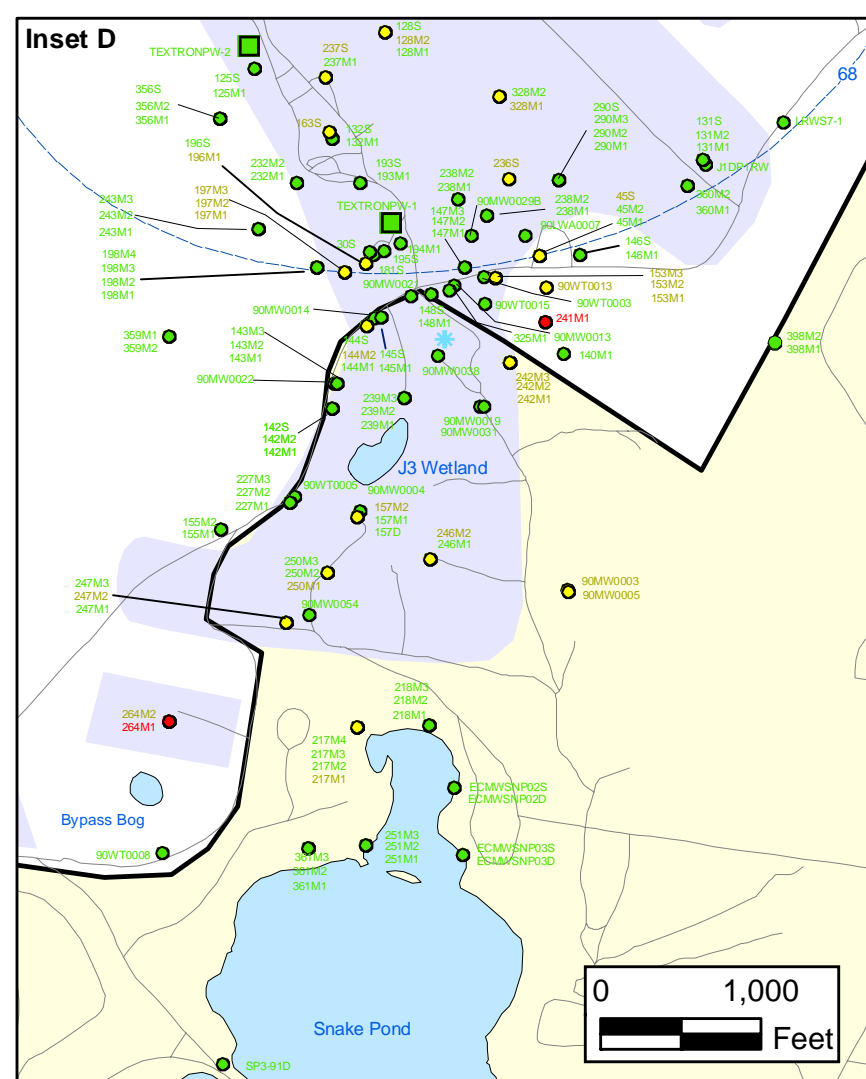 Inset D
128S
128M2
128M1
TEXTRONPW-2
237S
237M1
68
125S
125M1
356S
356M2
356M1
328M2
328M1
290S
290M3
290M2
290M1
131S
131M2
131M1
LRWS7-1
163S
132S
132M1
196S
196M1
J1DP1RW
232M2
232M1
193S
193M1
238M2
238M1
236S
360M2
360M1
243M3
243M2
243M1
197M3
197M2
197M1
TEXTRONPW-1
147M3
147M2
147M1
90MW0029B
238M2
238M1
90LWA0007
45S
45M2
45M1
146S
146M1
198M4
198M3
198M2
198M1
30S
194M1
195S
181S
90MW0021
153M3
153M2
153M1
90WT0013
90WT0003
90WT0015
90MW0014
148S
148M1
241M1
325M1
90MW0013
140M1
398M2
398M1
359M1
359M2
143M3
143M2
143M1
144S
144M2
144M1
145S
145M1
90MW0038
242M3
242M2
242M1
90MW0022
239M3
239M2
239M1
90MW0019
90MW0031
142S
142M2
142M1
J3 Wetland
227M3
227M2
227M1
90WT0005
90MW0004
157M2
157M1
157D
155M2
155M1
246M2
246M1
250M3
250M2
250M1
247M3
247M2
247M1
90MW0003
90MW0005
90MW0054
264M2
264M1
218M3
218M2
218M1
217M4
217M3
217M2
217M1
ECMWSNP02S
ECMWSNP02D
Bypass Bog
90WT0008
251M3
251M2
251M1
361M3
361M2
361M1
ECMWSNP03S
ECMWSNP03D
0 1,000
Feet
Snake Pond
SP3-91D